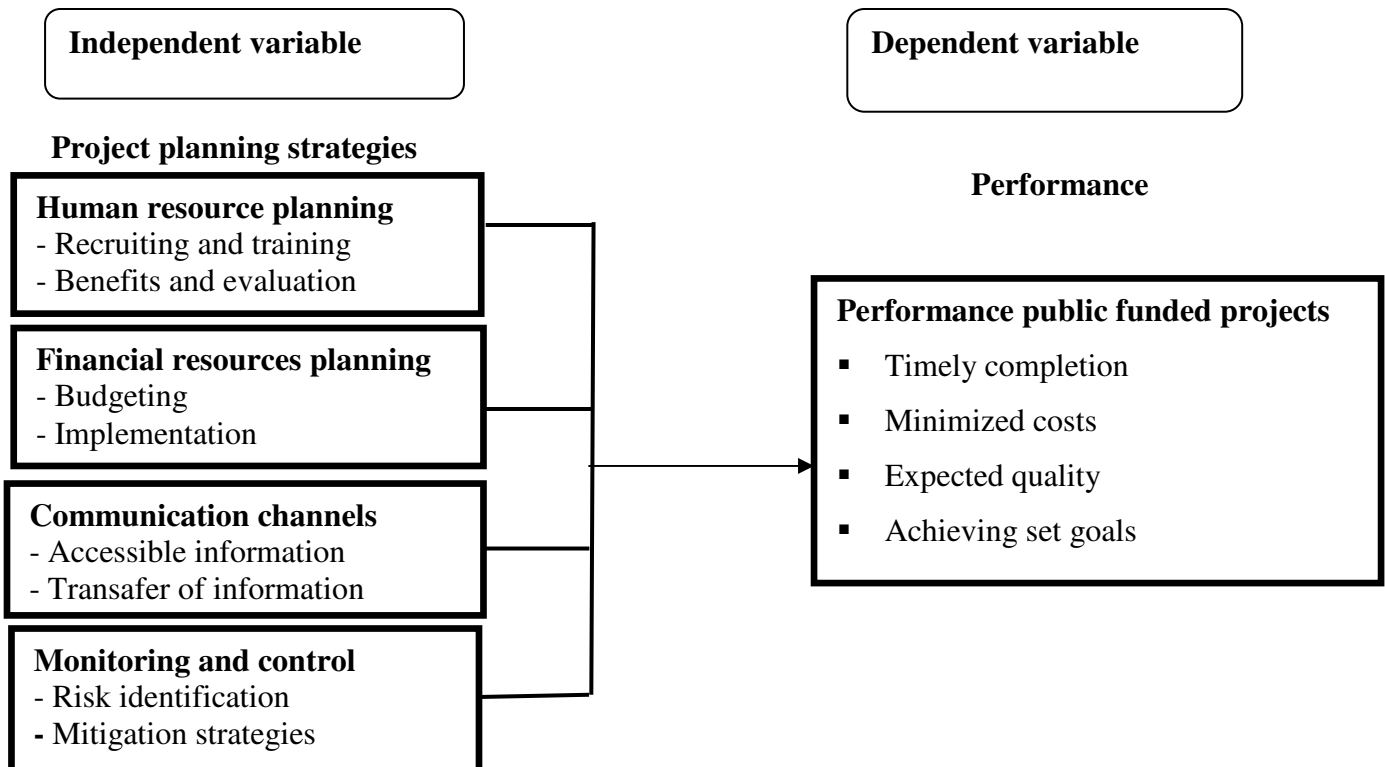 Independent variable
Dependent variable
Project planning strategies
Human resource planning
- Recruiting and training
- Benefits and evaluation
Financial resources planning
- Budgeting
- Implementation
Communication channels
- Accessible information
- Transafer of information
Monitoring and control
- Risk identification
- Mitigation strategies
Performance
Performance public funded projects
▪ Timely completion
▪ Minimized costs
▪ Expected quality
▪ Achieving set goals